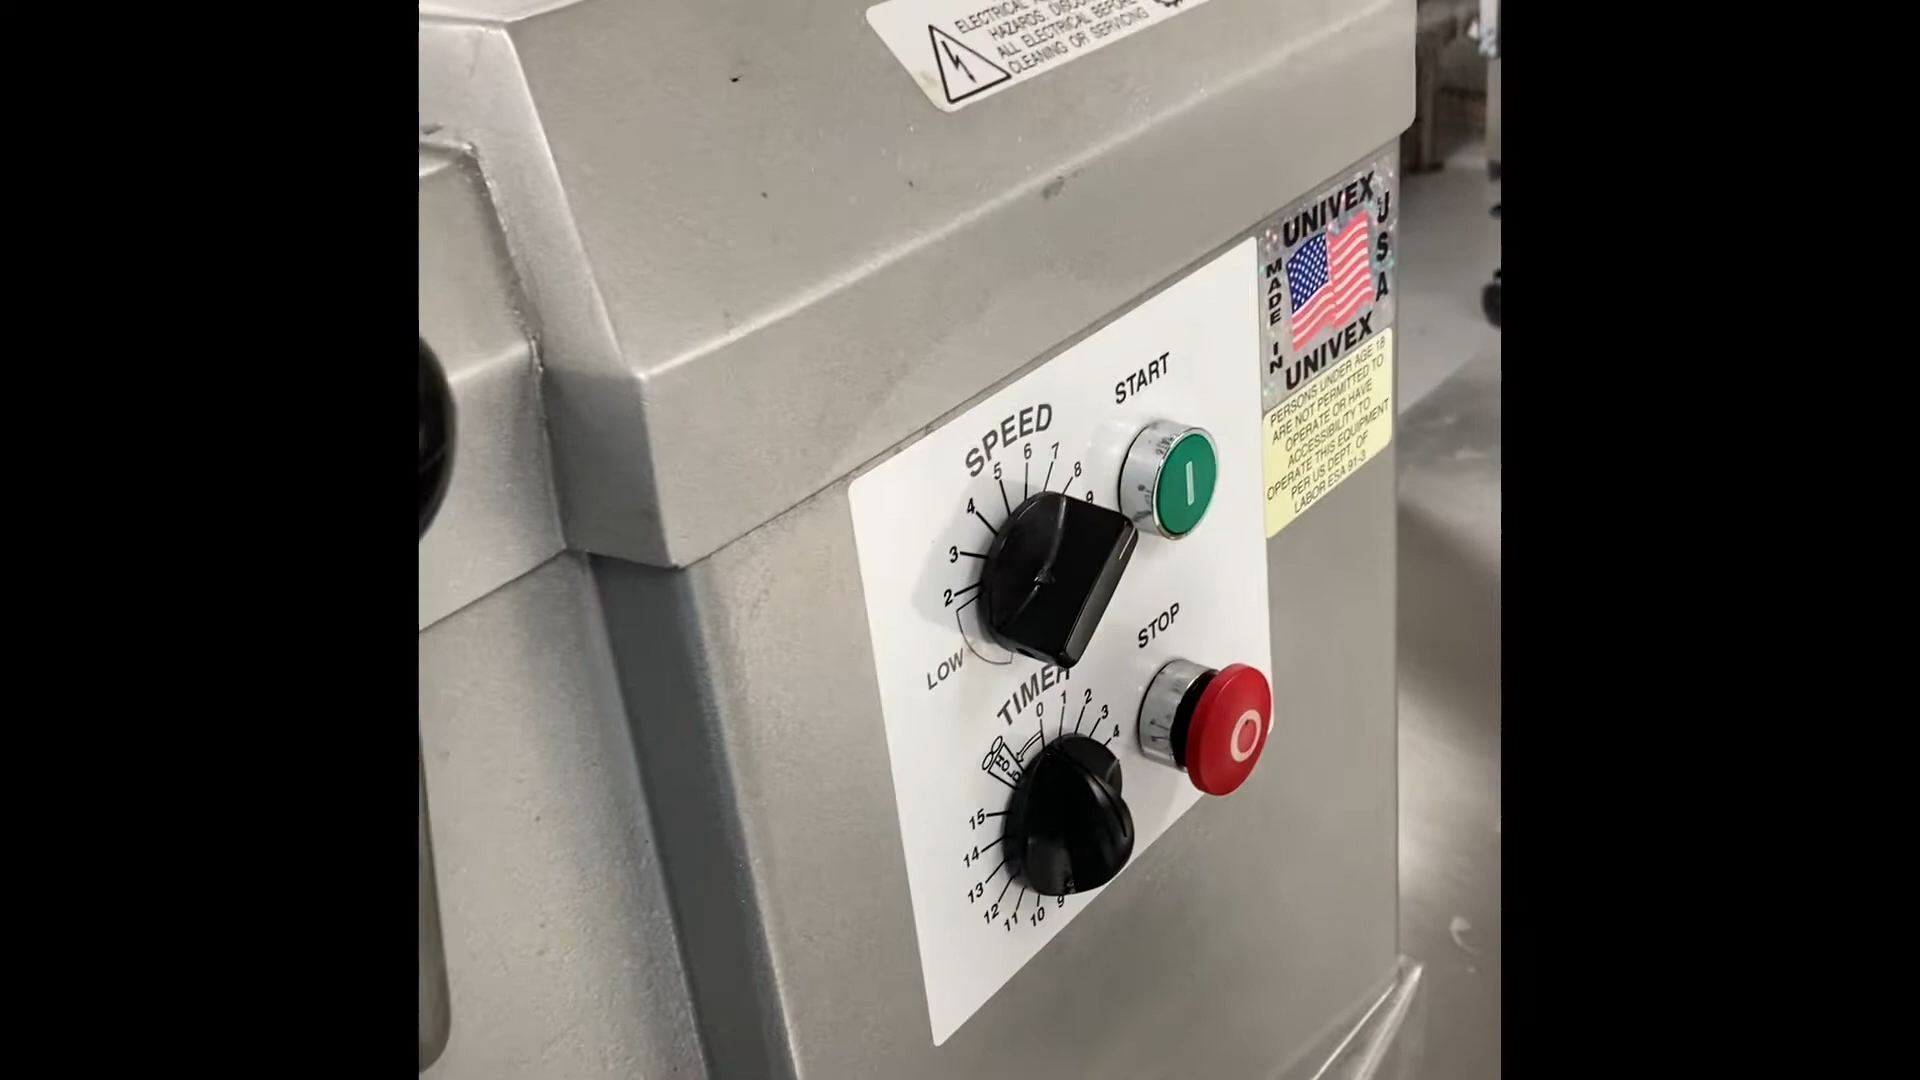 ELECTRICAL
HAZARDS.
ALL ELECTRICAL BEFORE
CLEANING OR SERVICING
UNIVEX
MADE IN
USA
UNIVEX
PERSONS UNDER AGE 18
ARE NOT PERMITTED TO
OPERATE OR HAVE
ACCESSIBILITY TO
OPERATE THIS EQUIPMENT
PER US DEPT. OF
LABOR ESA 91-3
START
SPEED
2
3
4
5
6
7
8
9
LOW
STOP
TIMER
0
1
2
3
4
HOLD
15
14
13
12
11
10
9